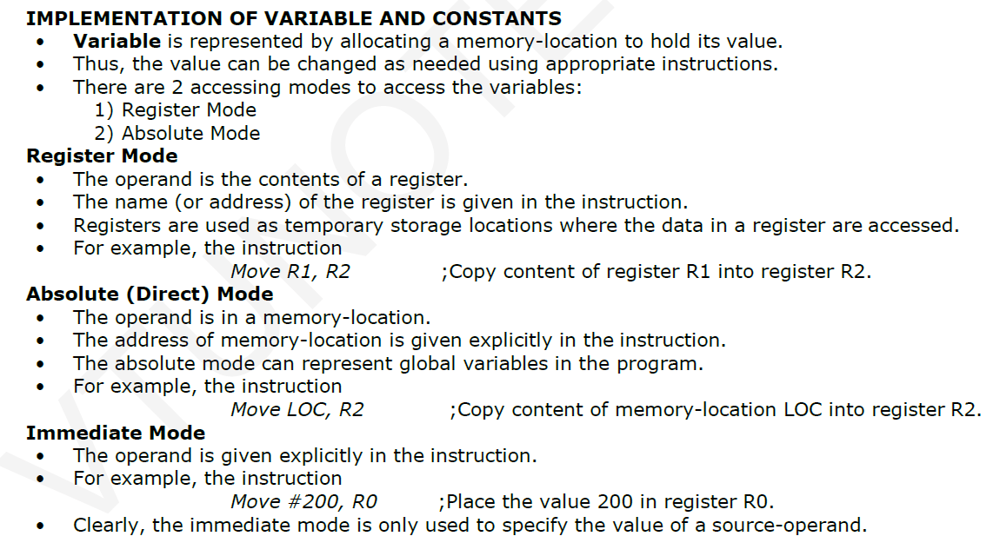 IMPLEMENTATION OF VARIABLE AND CONSTANTS
• Variable is represented by allocating a memory-location to hold its value.
• Thus, the value can be changed as needed using appropriate instructions.
• There are 2 accessing modes to access the variables:
1) Register Mode
2) Absolute Mode
Register Mode
• The operand is the contents of a register.
• The name (or address) of the register is given in the instruction.
• Registers are used as temporary storage locations where the data in a register are accessed.
• For example, the instruction
Move R1, R2 ;Copy content of register R1 into register R2.
Absolute (Direct) Mode
• The operand is in a memory-location.
• The address of memory-location is given explicitly in the instruction.
• The absolute mode can represent global variables in the program.
• For example, the instruction
Move LOC, R2 ;Copy content of memory-location LOC into register R2.
Immediate Mode
• The operand is given explicitly in the instruction.
• For example, the instruction
Move #200, R0 ;Place the value 200 in register R0.
• Clearly, the immediate mode is only used to specify the value of a source-operand.